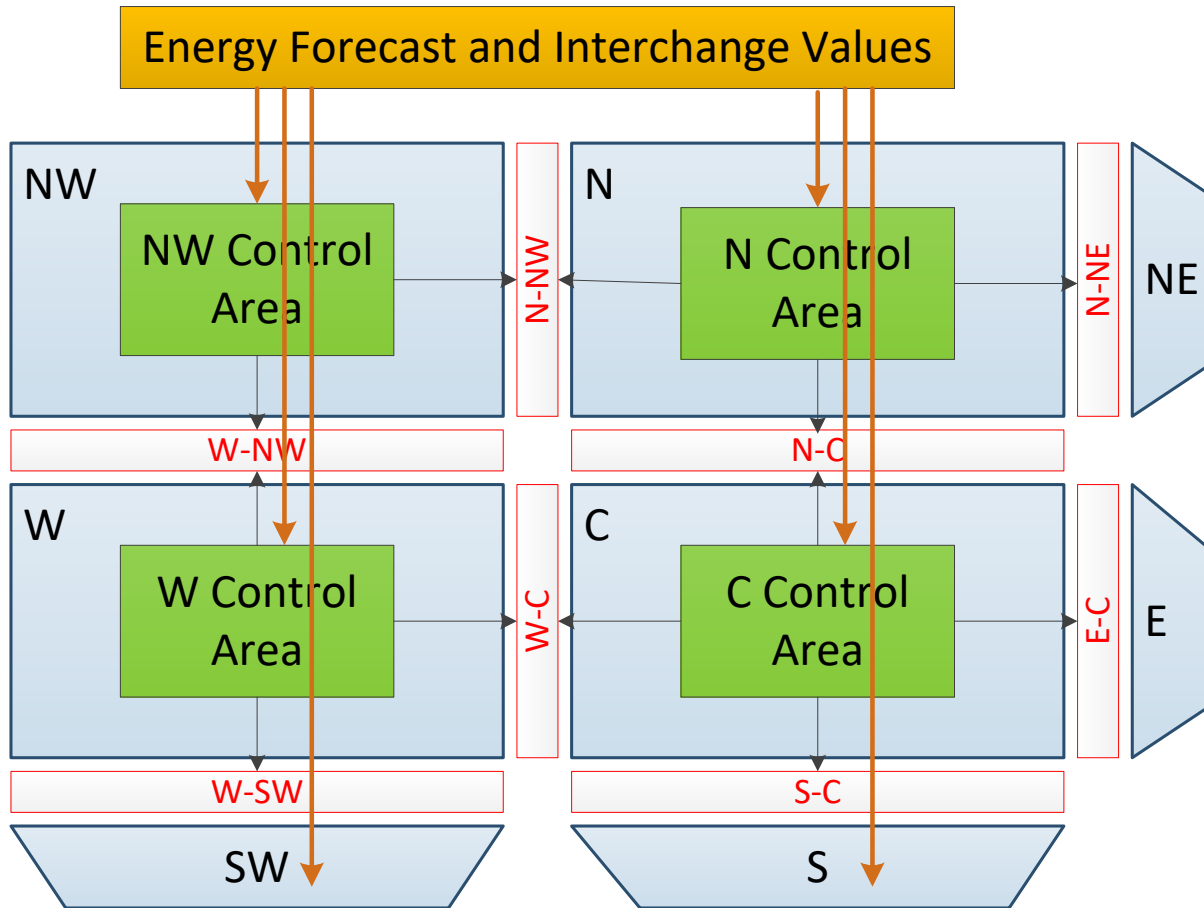 Energy Forecast and Interchange Values
NW
NW Control
Area
N-NW
N
N Control
Area
N-NE
NE
W-NW
N-C
W
W Control
Area
W-C
C
C Control
Area
E-C
E
W-SW
S-C
SW
S